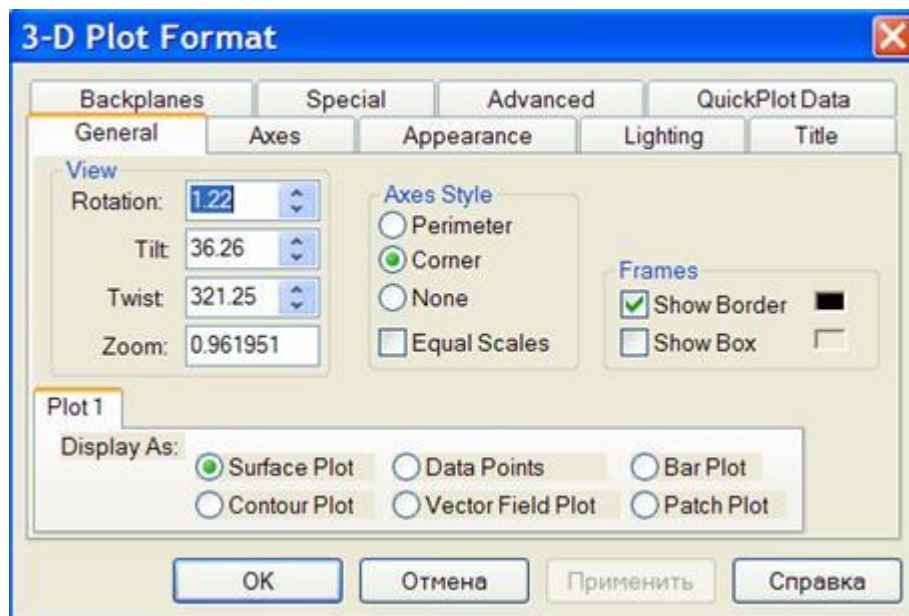 3-D Plot Format
Backplanes Special Advanced QuickPlot Data
General Axes Appearance Lighting Title
View
Rotation: 1.22
Tilt: 36.26
Twist: 321.25
Zoom: 0.961951
Axes Style
Perimeter
Corner
None
Equal Scales
Frames
Show Border
Show Box
Plot 1
Display As:
Surface Plot Data Points Bar Plot
Contour Plot Vector Field Plot Patch Plot
OK Отмена Применить Справка